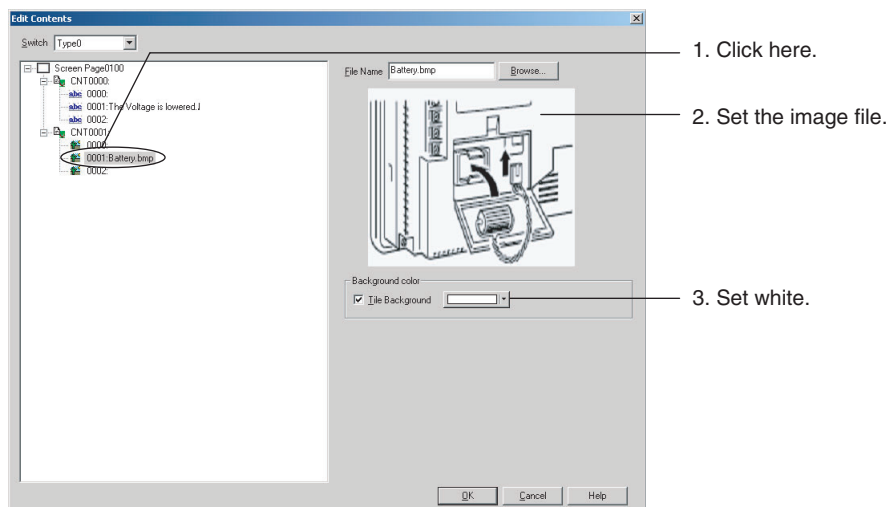 Edit Contents
Switch Type0
Screen Page0100
CNT0000:
abc 0000:
abc 0001:The Voltage is lowered.↓
abc 0002:
CNT0001:
0000:
0001:Battery.bmp
0002:
File Name Battery.bmp Browse...
Background color
Tile Background
OK Cancel Help
1. Click here.
2. Set the image file.
3. Set white.